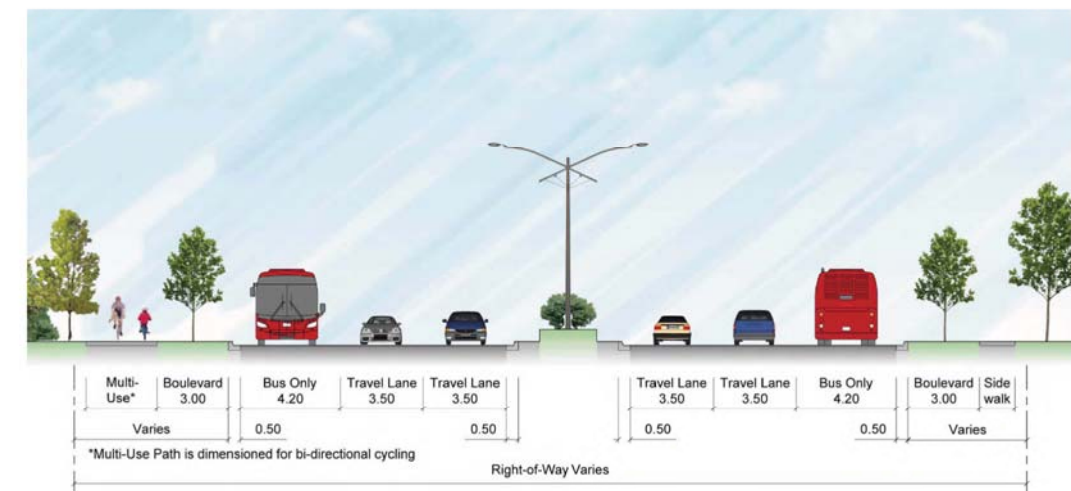 Multi-
Use*
Boulevard
3.00
Bus Only
4.20
Travel Lane
3.50
Travel Lane
3.50
Travel Lane
3.50
Travel Lane
3.50
Bus Only
4.20
Boulevard
3.00
Side
walk
Varies
0.50
0.50
0.50
0.50
Varies
*Multi-Use Path is dimensioned for bi-directional cycling
Right-of-Way Varies